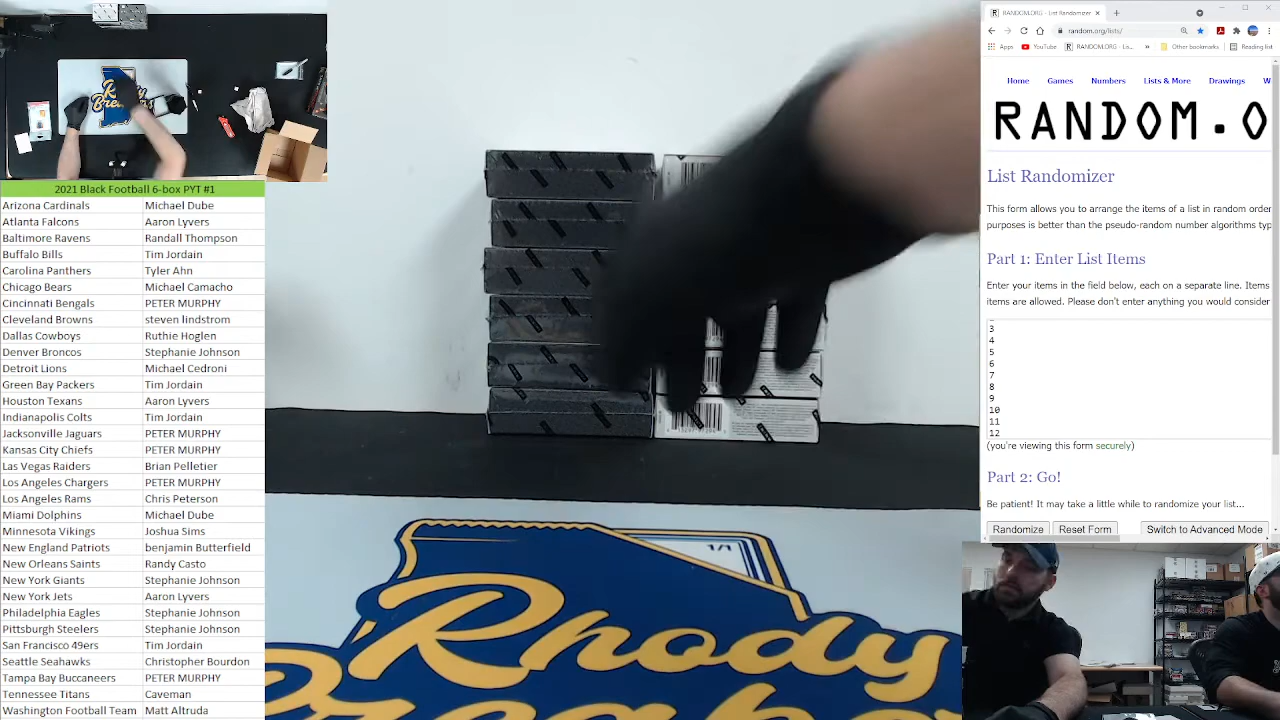 2021 Black Football 6-box PYT #1
Arizona Cardinals Michael Dube
Atlanta Falcons Aaron Lyvers
Baltimore Ravens Randall Thompson
Buffalo Bills Tim Jordain
Carolina Panthers Tyler Ahn
Chicago Bears Michael Camacho
Cincinnati Bengals PETER MURPHY
Cleveland Browns steven lindstrom
Dallas Cowboys Ruthie Hoglen
Denver Broncos Stephanie Johnson
Detroit Lions Michael Cedroni
Green Bay Packers Tim Jordain
Houston Texans Aaron Lyvers
Indianapolis Colts Tim Jordain
Jacksonville Jaguars PETER MURPHY
Kansas City Chiefs PETER MURPHY
Las Vegas Raiders Brian Pelletier
Los Angeles Chargers PETER MURPHY
Los Angeles Rams Chris Peterson
Miami Dolphins Michael Dube
Minnesota Vikings Joshua Sims
New England Patriots benjamin Butterfield
New Orleans Saints Randy Casto
New York Giants Stephanie Johnson
New York Jets Aaron Lyvers
Philadelphia Eagles Stephanie Johnson
Pittsburgh Steelers Stephanie Johnson
San Francisco 49ers Tim Jordain
Seattle Seahawks Christopher Bourdon
Tampa Bay Buccaneers PETER MURPHY
Tennessee Titans Caveman
Washington Football Team Matt Altruda
1/1
Rhody
RANDOM.ORG - List Randomizer
random.org/lists/
Apps YouTube RANDOM.ORG - Lo... » Other bookmarks Reading list
Home Games Numbers Lists & More Drawings W
RANDOM.O
List Randomizer
This form allows you to arrange the items of a list in random order
purposes is better than the pseudo-random number algorithms typ
Part 1: Enter List Items
Enter your items in the field below, each on a separate line. Items
items are allowed. Please don't enter anything you would consider
3
4
5
6
7
8
9
10
11
12
(you're viewing this form securely)
Part 2: Go!
Be patient! It may take a little while to randomize your list...
Randomize Reset Form Switch to Advanced Mode